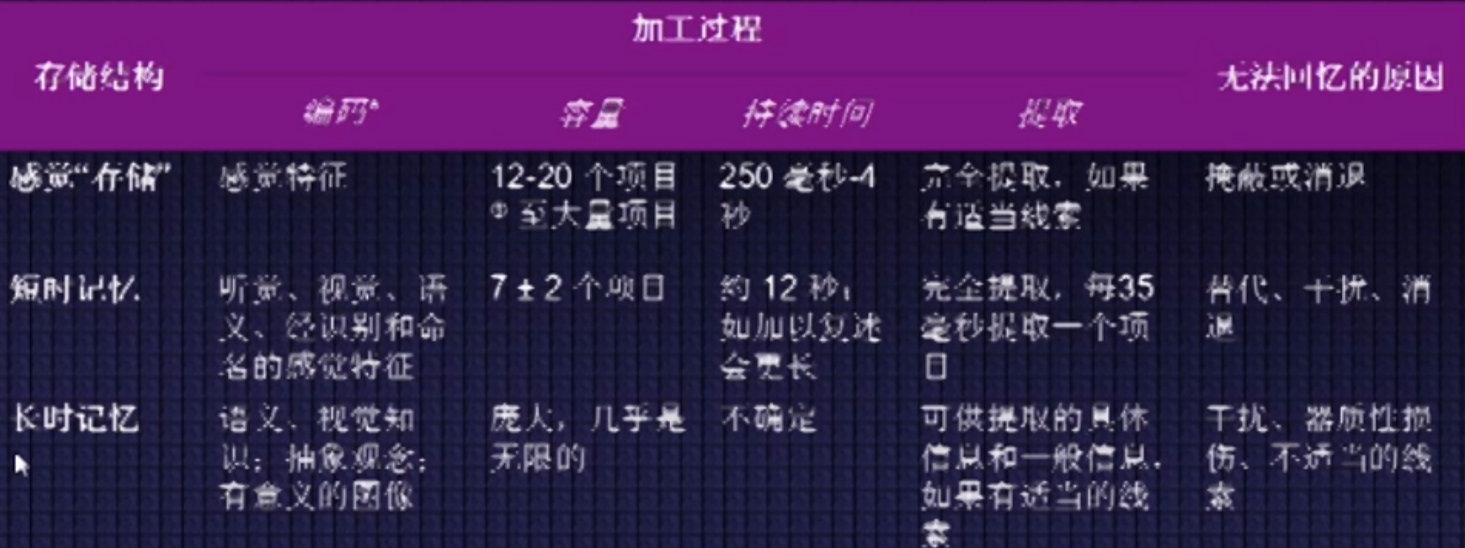 加工过程
存储结构
无法回忆的原因
编码ª 容量 持续时间 提取
感觉“存储” 感觉特征 12-20 个项目 250 毫秒-4 完全提取，如果 掩蔽或消退
① 至大量项目 秒 有适当线索
短时记忆 听觉、视觉、语 7 ± 2 个项目 约 12 秒； 完全提取，每35 替代、干扰、消
义、经识别和命 如加以复述 毫秒提取一个项 退
名的感觉特征 会更长 目
长时记忆 语义、视觉知 庞大，几乎是 不确定 可供提取的具体 干扰、器质性损
识；抽象观念； 无限的 信息和一般信息， 伤、不适当的线
有意义的图像 如果有适当的线 索
索